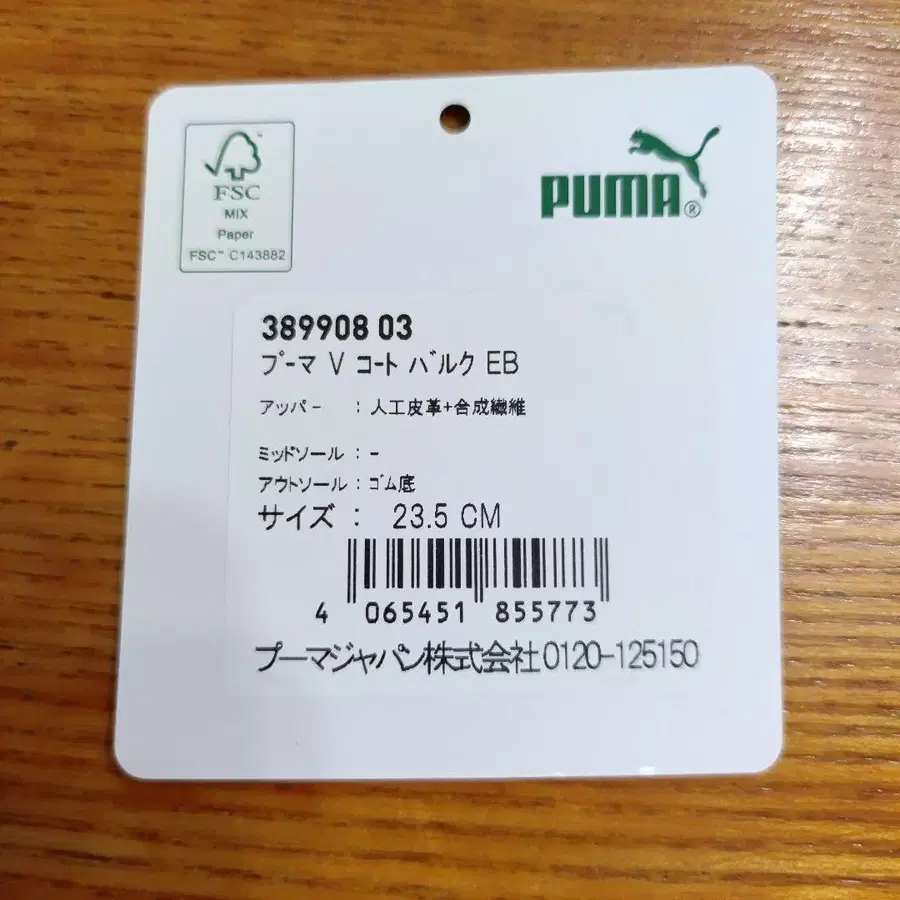 FSC
MIX
Paper
FSC™ C143882
PUMA®
389908 03
プーマ V コート バルク EB
アッパー : 人工皮革+合成繊維
ミッドソール : -
アウトソール : ゴム底
サイズ : 23.5 CM
4 065451 855773
プーマジャパン株式会社 0120-125150